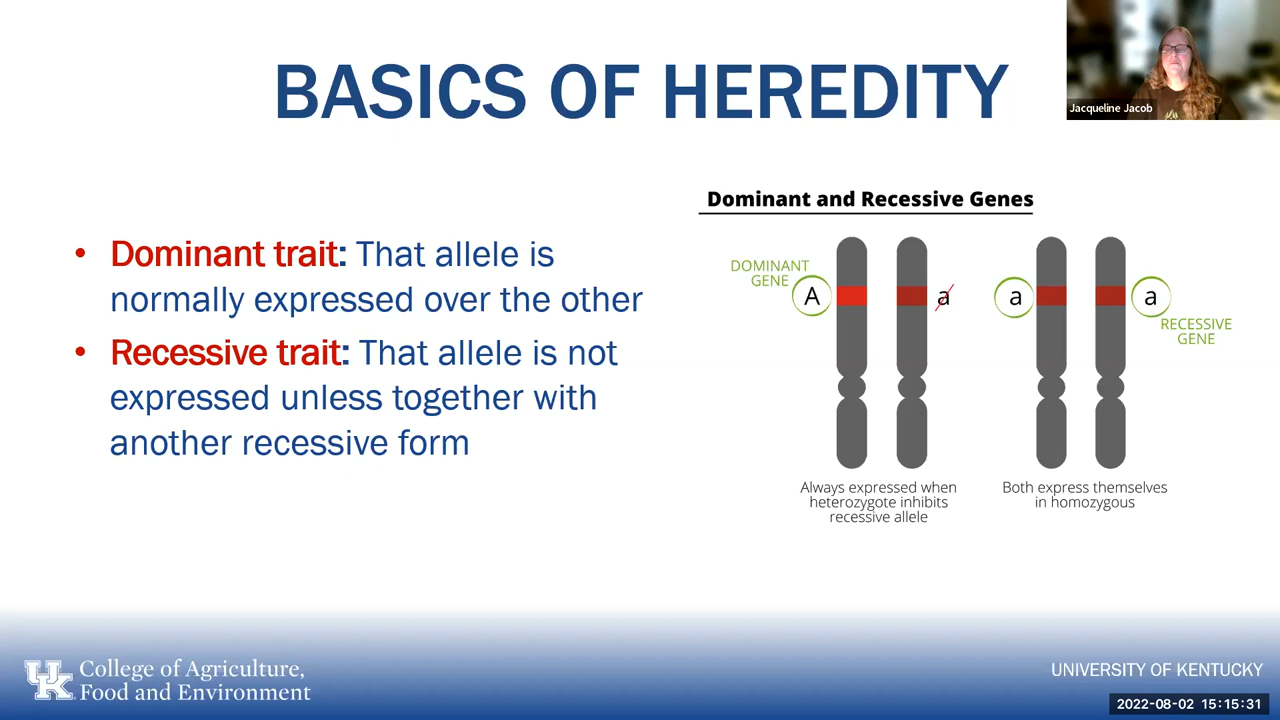 BASICS OF HEREDITY
Jacqueline Jacob
• Dominant trait: That allele is
normally expressed over the other
• Recessive trait: That allele is not
expressed unless together with
another recessive form
Dominant and Recessive Genes
DOMINANT
GENE
A
a
a
a
RECESSIVE
GENE
Always expressed when
heterozygote inhibits
recessive allele
Both express themselves
in homozygous
UK
College of Agriculture,
Food and Environment
UNIVERSITY OF KENTUCKY
2022-08-02 15:15:31